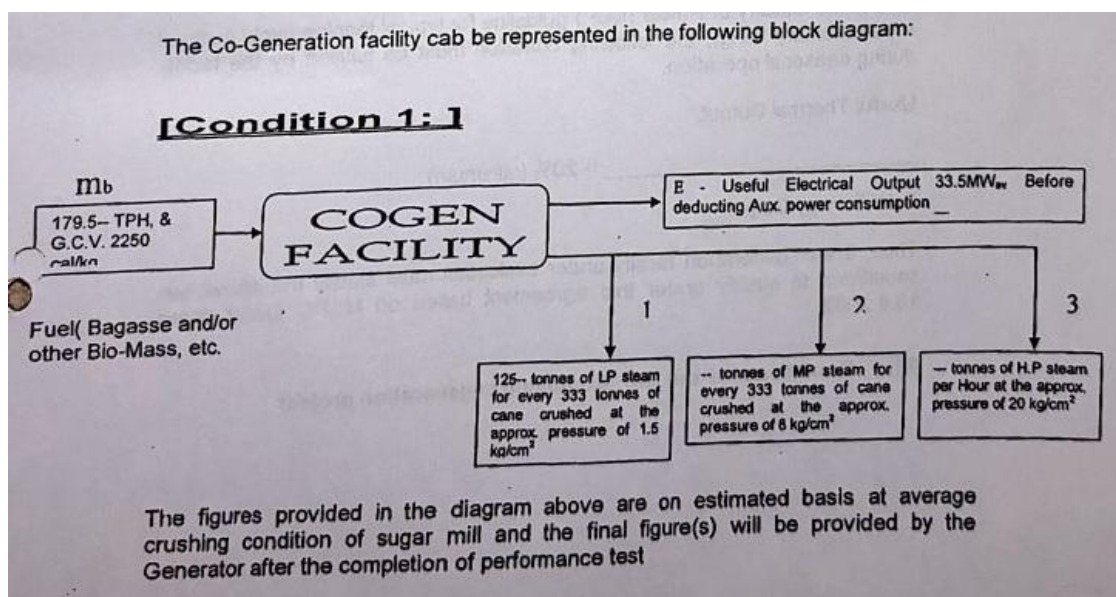 The Co-Generation facility cab be represented in the following block diagram:
[Condition 1: ]
mb
179.5-- TPH, &
G.C.V. 2250
cal/kg
COGEN
FACILITY
E - Useful Electrical Output 33.5MW Before
deducting Aux. power consumption _
Fuel( Bagasse and/or
other Bio-Mass, etc.
1
2.
3
125-- tonnes of LP steam
for every 333 tonnes of
cane crushed at the
approx. pressure of 1.5
kg/cm²
-- tonnes of MP steam for
every 333 tonnes of cane
crushed at the approx.
pressure of 8 kg/cm²
-- tonnes of H.P steam
per Hour at the approx.
pressure of 20 kg/cm²
The figures provided in the diagram above are on estimated basis at average
crushing condition of sugar mill and the final figure(s) will be provided by the
Generator after the completion of performance test